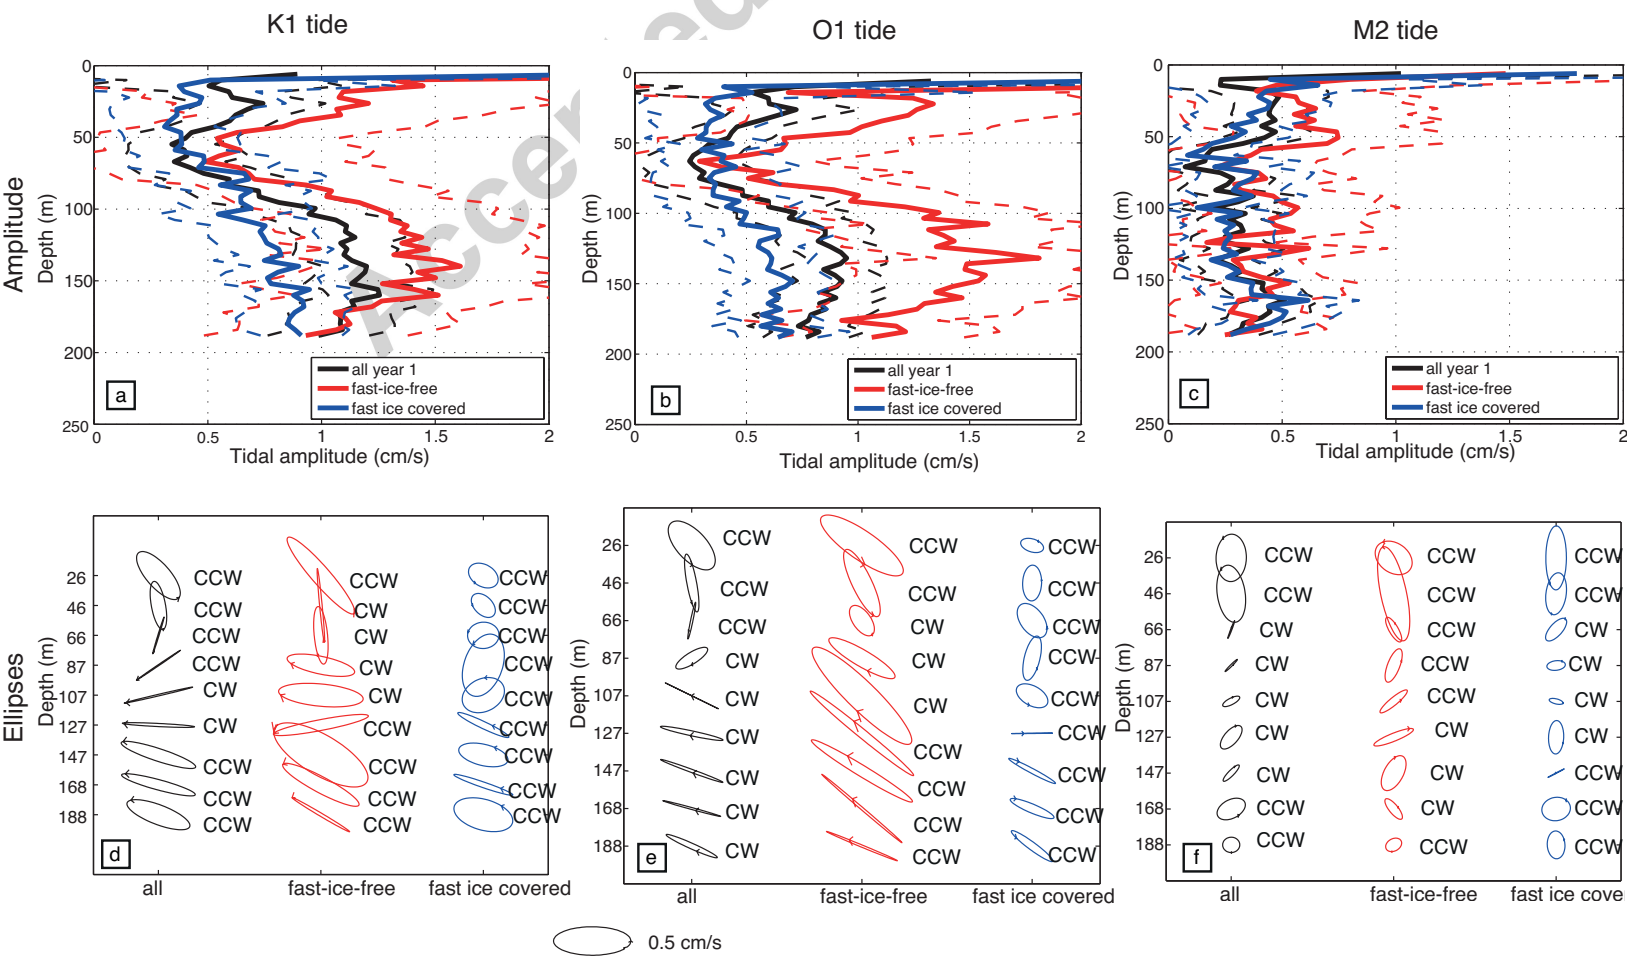 K1 tide
O1 tide
M2 tide
Accepted
Amplitude
Depth (m)
0
50
100
150
200
250
0
0.5
1
1.5
2
Tidal amplitude (cm/s)
all year 1
fast-ice-free
fast ice covered
a
Depth (m)
0
50
100
150
200
250
0
0.5
1
1.5
2
Tidal amplitude (cm/s)
all year 1
fast-ice-free
fast ice covered
b
Depth (m)
0
50
100
150
200
250
0
0.5
1
1.5
2
Tidal amplitude (cm/s)
all year 1
fast-ice-free
fast ice covered
c
Ellipses
Depth (m)
26
46
66
87
107
127
147
168
188
CCW CCW CCW
CCW CW CCW
CCW CW CCW
CCW CW CCW
CW CW CCW
CW CCW CCW
CCW CCW CCW
CCW CCW CCW
CCW CCW CCW
d
all
fast-ice-free
fast ice covered
Depth (m)
26
46
66
87
107
127
147
168
188
CCW CCW CCW
CCW CCW CCW
CCW CW CCW
CW CW CCW
CW CW CCW
CW CCW CCW
CW CCW CCW
CW CCW CCW
CW CCW CCW
e
all
fast-ice-free
fast ice covered
Depth (m)
26
46
66
87
107
127
147
168
188
CCW CCW CCW
CCW CCW CCW
CW CCW CW
CW CCW CW
CW CCW CW
CW CW CW
CW CW CW
CCW CW CCW
CCW CCW CCW
f
all
fast-ice-free
fast ice cove
0.5 cm/s